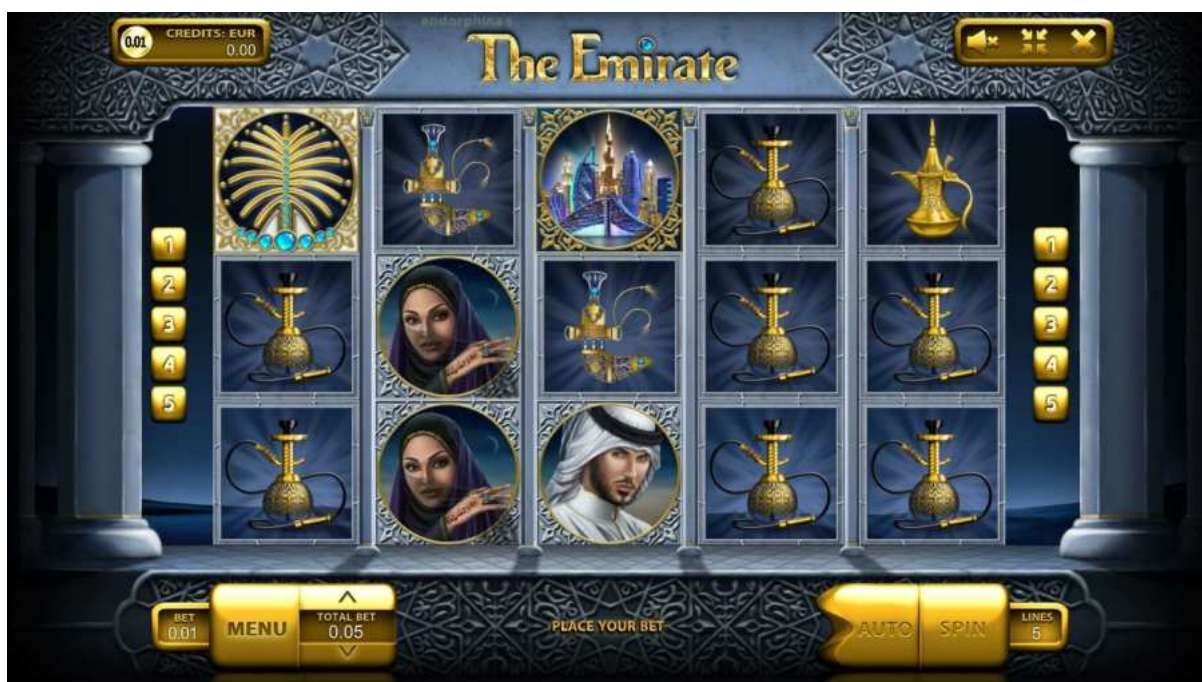 endorphina's
0.01
CREDITS: EUR
0.00
The Emirate
1
1
2
2
3
3
4
4
5
5
BET
0.01
MENU
TOTAL BET
0.05
PLACE YOUR BET
AUTO
SPIN
LINES
5